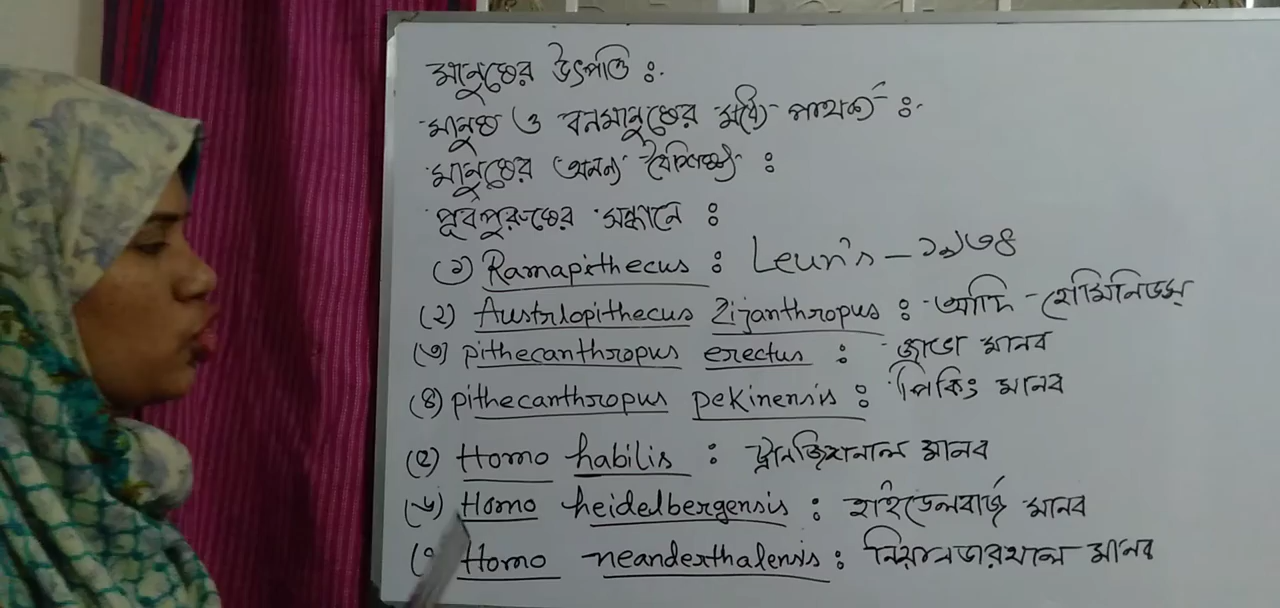 মানুষের উৎপত্তি ঃ
মানুষ ও বনমানুষের মধ্যে পার্থক্য ঃ
মানুষের অনন্য বৈশিষ্ট্য ঃ
পূর্বপুরুষের সন্ধানে ঃ
(১) Ramapithecus : Lewis – ১৯৩৪
(২) Austrlopithecus Zijanthropus : আদি - হোমিনিডস্
(৩) pithecanthropus erectus : জাভা মানব
(৪) pithecanthropus pekinensis : পিকিং মানব
(৫) Homo habilis : ট্রানজিশনাল মানব
(৬) Homo heidelbergensis : হাইডেলবার্জ মানব
Homo neanderthalensis : নিয়ানডারথাল মানব